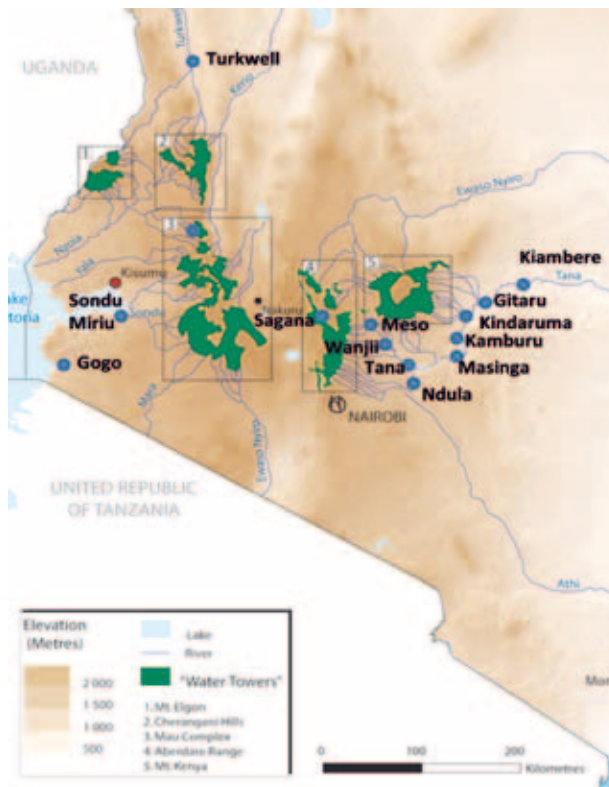 UGANDA
Turkwel
Turkwell
Kerio
1
2
3
Nzoia
Yala
Kisumu
Ewaso Nyiro
4
5
Kiambere
Tana
Lake
Sondu
Miriu
Sondu
Nakuru
Sagana
Meso
Gitaru
Kindaruma
Wanjii
Kamburu
Gogo
Tana
Masinga
Ndula
Mara
NAIROBI
Ewaso Nyiro
UNITED REPUBLIC
OF TANZANIA
Athi
Elevation
(Metres)
2 000
1 500
1 000
500
Lake
River
"Water Towers"
1. Mt. Elgon
2. Cherangani Hills
3. Mau Complex
4. Aberdare Range
5. Mt. Kenya
0 100 200
Kilometres